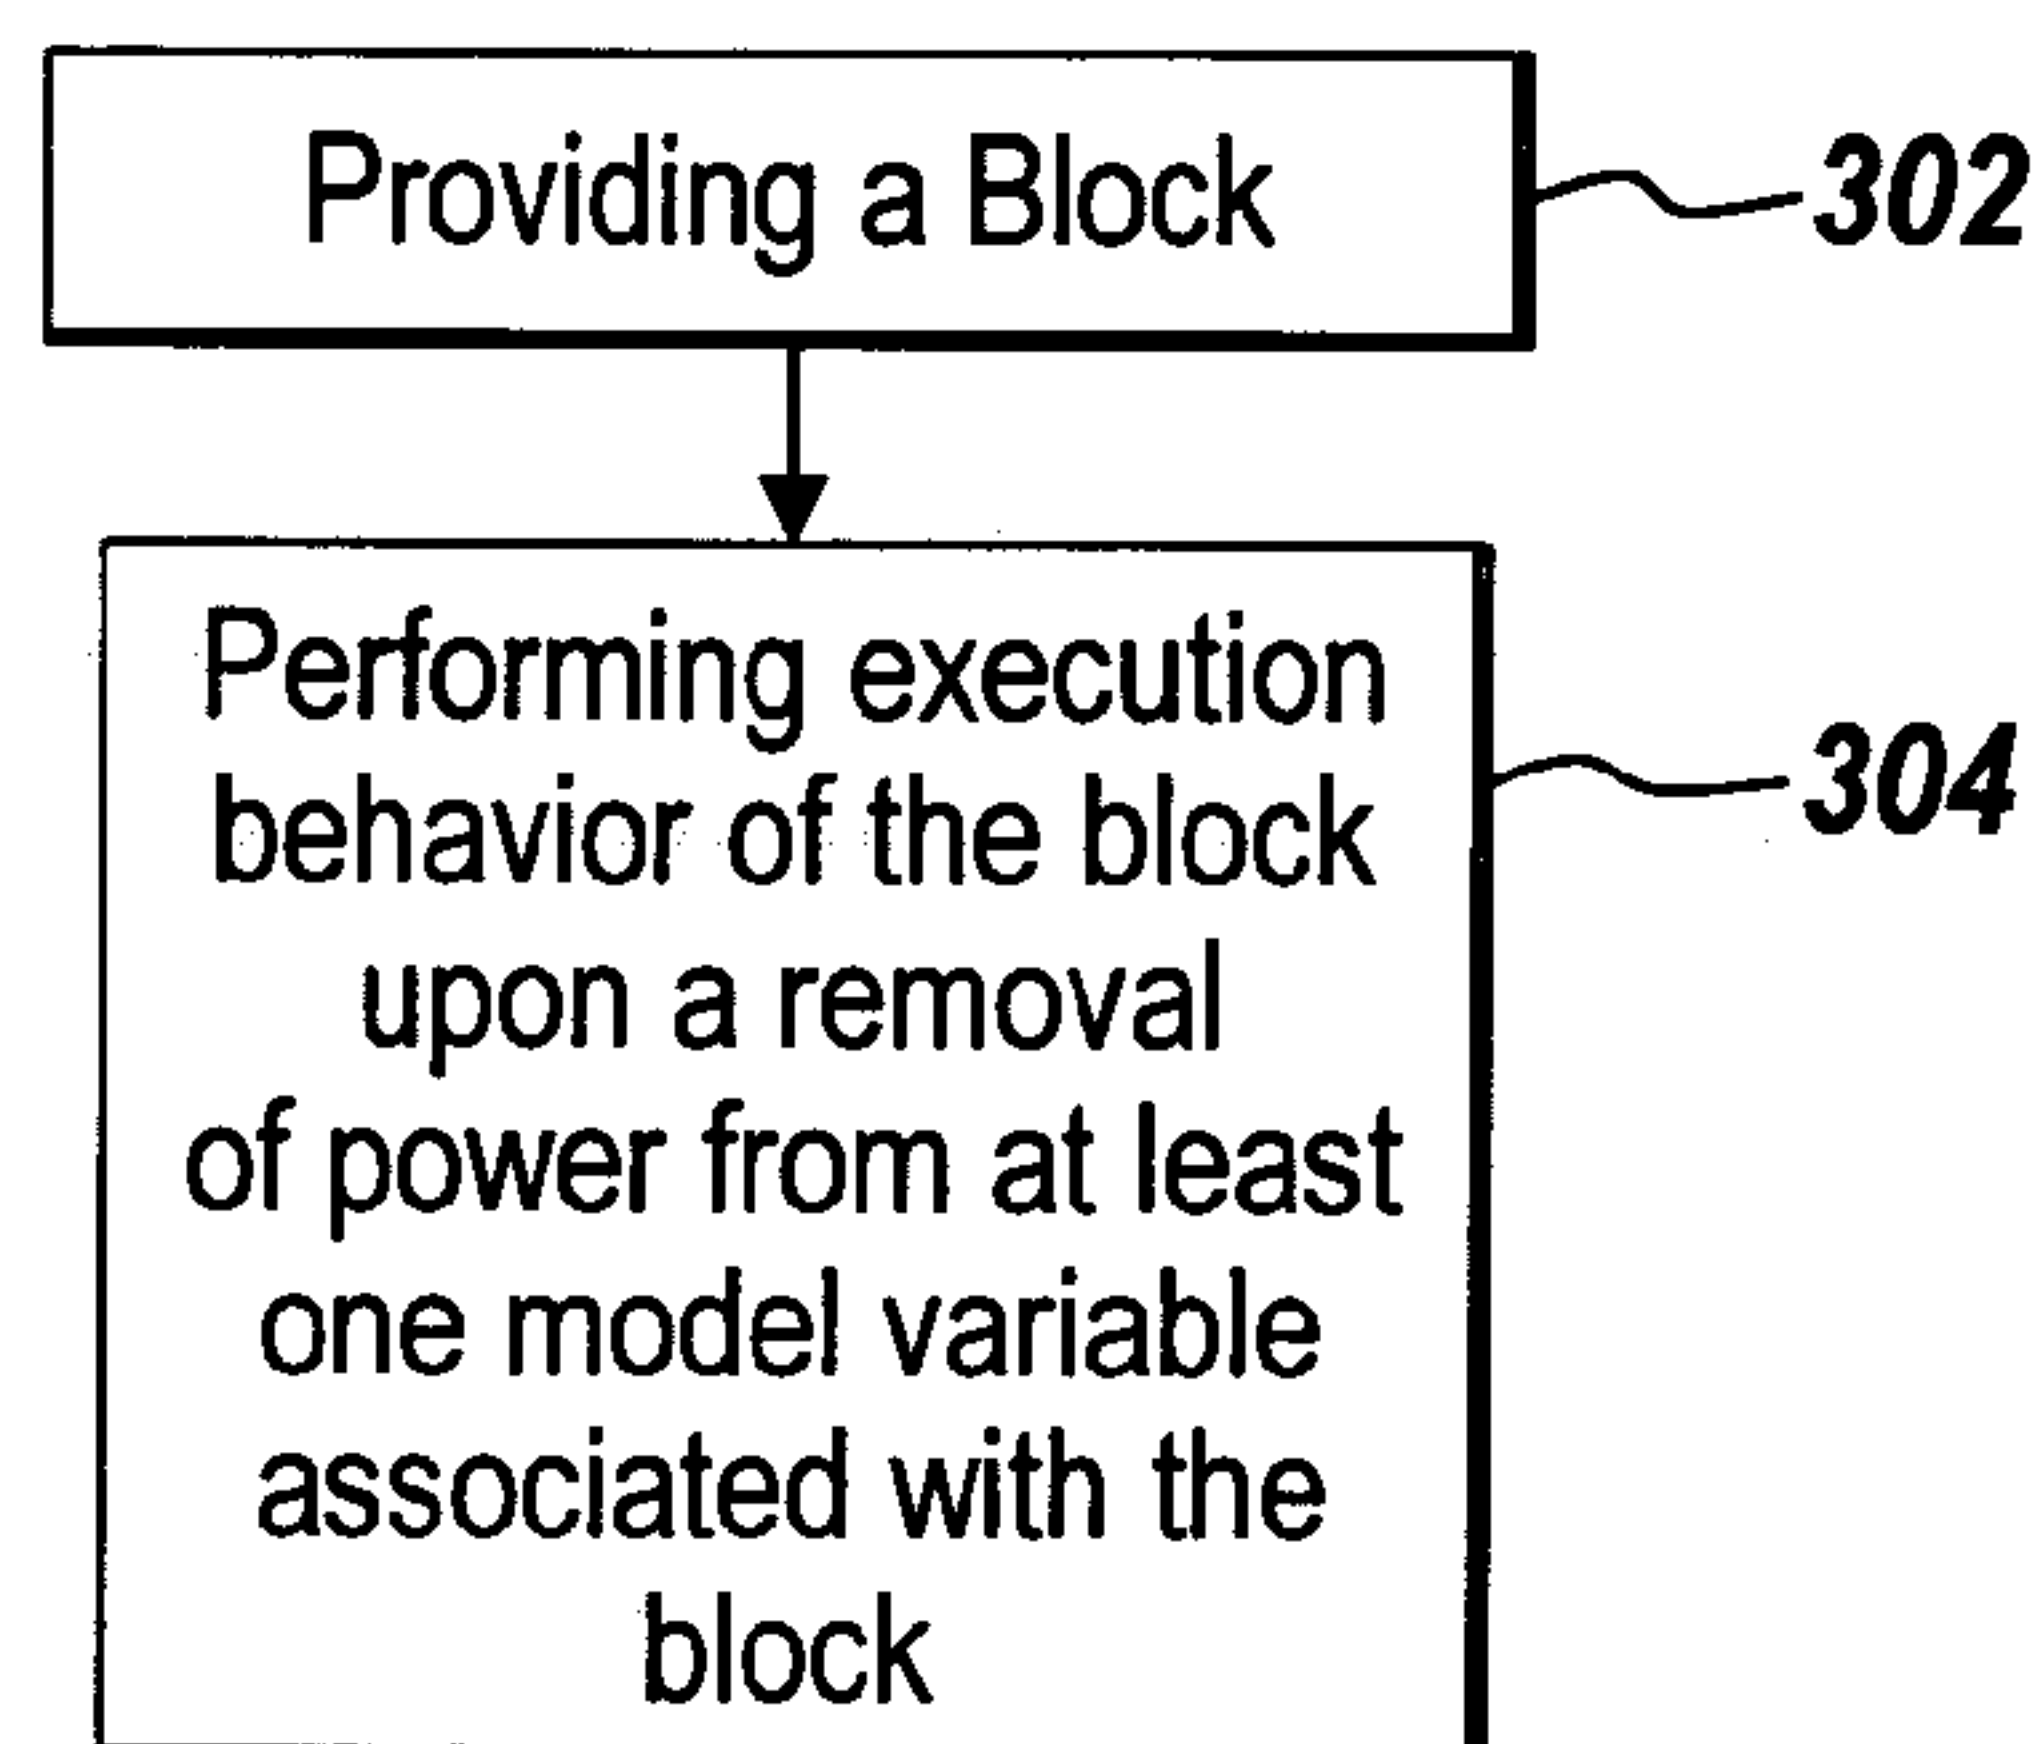 Providing a Block
302
Performing execution
behavior of the block
304
upon a removal
of power from at least
one model variable
associated with the
block